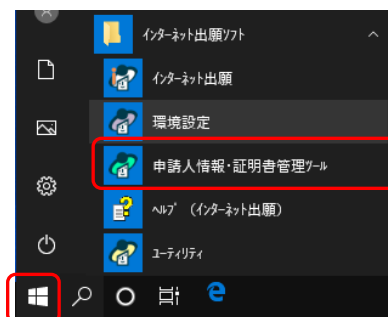 インターネット出願ソフト
インターネット出願
環境設定
申請人情報・証明書管理ツール
ヘルプ (インターネット出願)
ユーティリティ